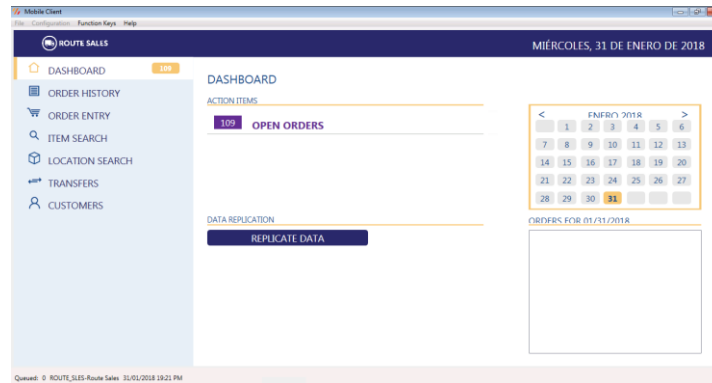 Mobile Client
File Configuration Function Keys Help
ROUTE SALES
MIÉRCOLES, 31 DE ENERO DE 2018
DASHBOARD 109
ORDER HISTORY
ORDER ENTRY
ITEM SEARCH
LOCATION SEARCH
TRANSFERS
CUSTOMERS
DASHBOARD
ACTION ITEMS
109 OPEN ORDERS
DATA REPLICATION
REPLICATE DATA
< ENERO 2018 >
1 2 3 4 5 6
7 8 9 10 11 12 13
14 15 16 17 18 19 20
21 22 23 24 25 26 27
28 29 30 31
ORDERS FOR 01/31/2018
Queued: 0 ROUTE_SLES-Route Sales 31/01/2018 19:21 PM